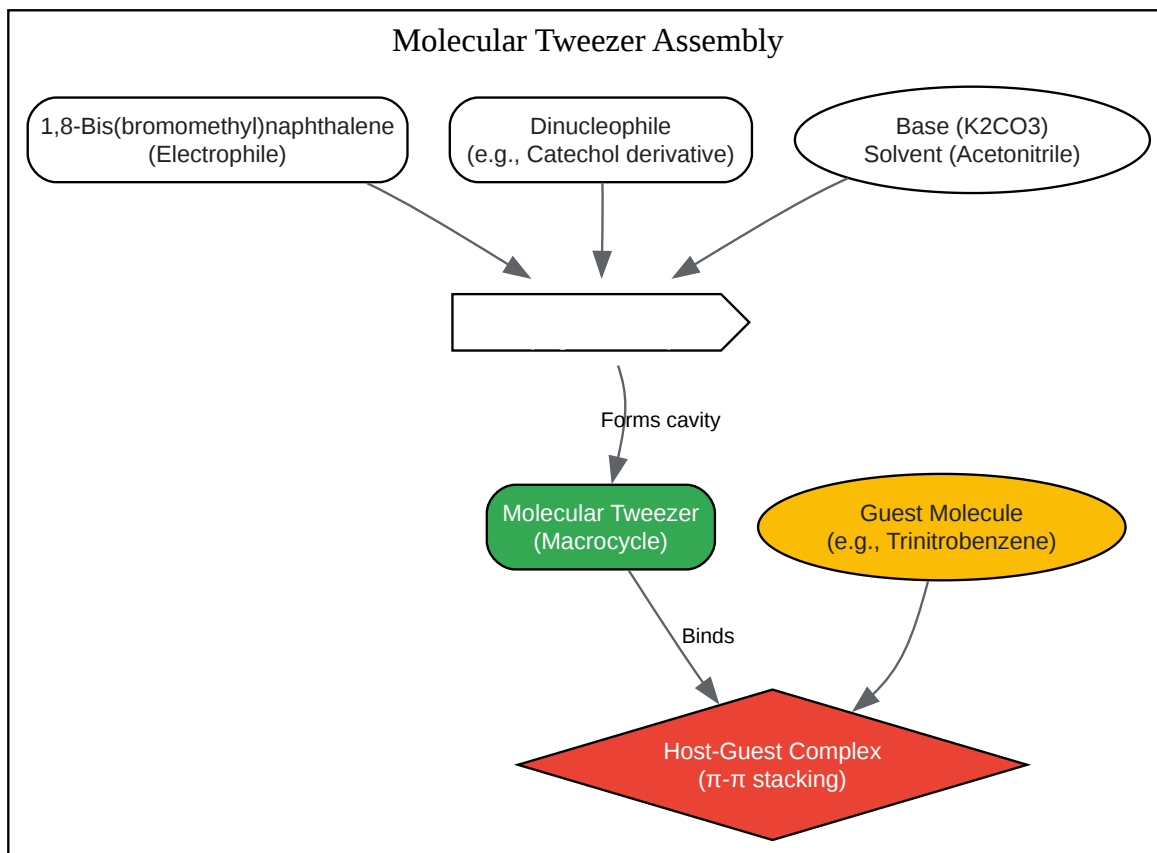 Molecular Tweezer Assembly
1,8-Bis(bromomethyl)naphthalene
(Electrophile)
Dinucleophile
(e.g., Catechol derivative)
Base (K2CO3)
Solvent (Acetonitrile)
Forms cavity
Molecular Tweezer
(Macrocycle)
Guest Molecule
(e.g., Trinitrobenzene)
Binds
Host-Guest Complex
(π-π stacking)